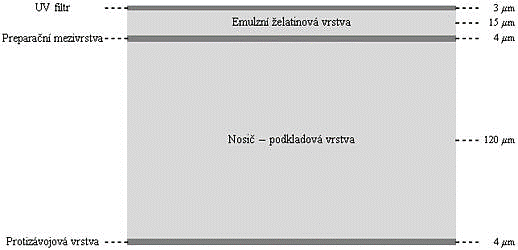 UV filtr
3 μm
Emulzní želatinová vrstva
15 μm
Preparační mezivrstva
4 μm
Nosič – podkladová vrstva
120 μm
Protizávojová vrstva
4 μm